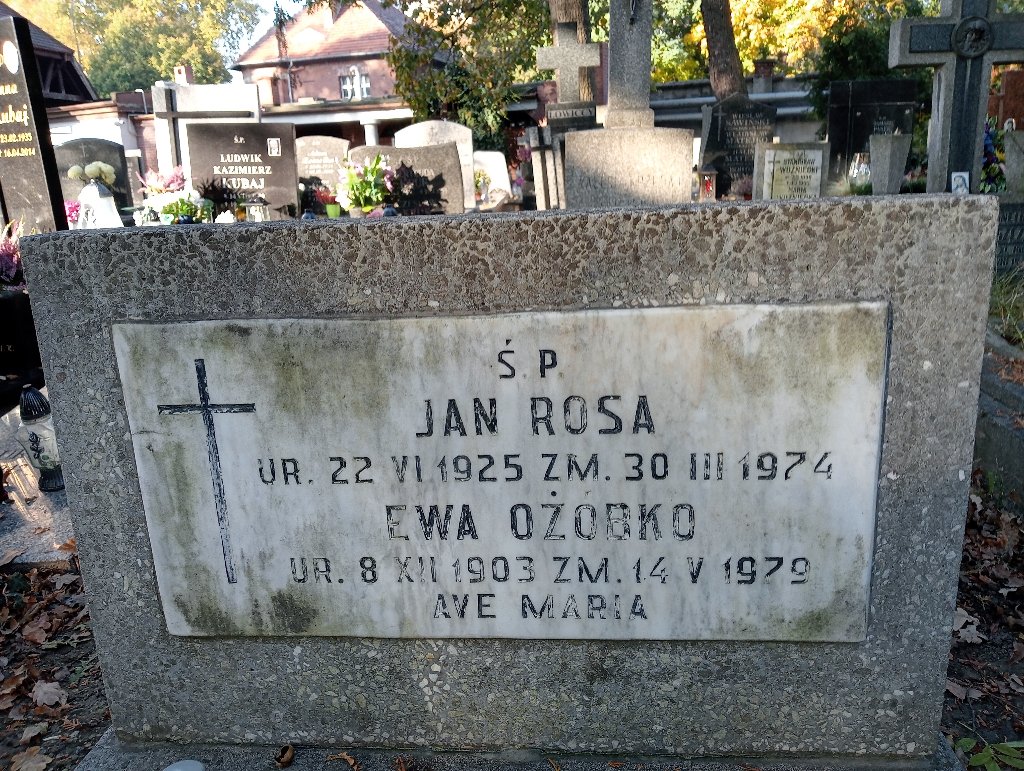 Ś.P.
LUDWIK
KAZIMIERZ
KUBAJ
Ś.P.
JAN ROSA
UR. 22 VI 1925 ZM. 30 III 1974
EWA OŻOBKO
UR. 8 XII 1903 ZM. 14 V 1979
AVE MARIA